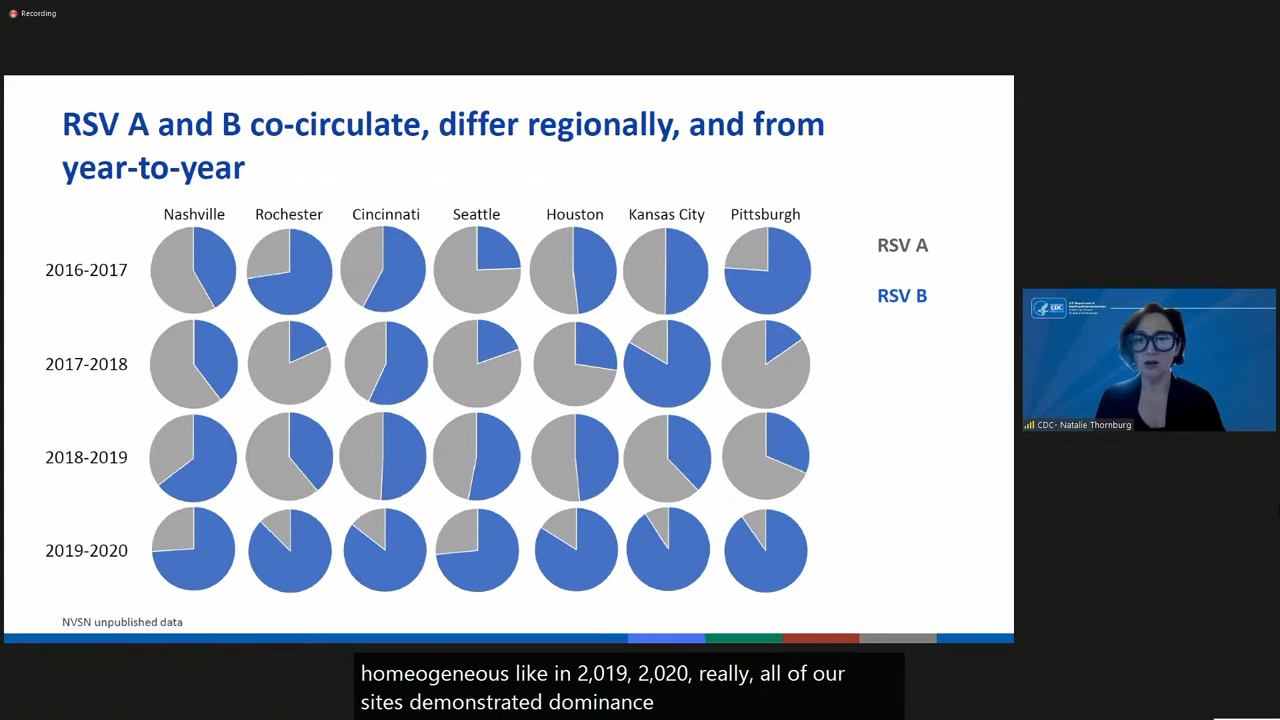 Recording
RSV A and B co-circulate, differ regionally, and from
year-to-year
Nashville Rochester Cincinnati Seattle Houston Kansas City Pittsburgh
2016-2017
RSV A
RSV B
2017-2018
2018-2019
2019-2020
NVSN unpublished data
CDC
CDC- Natalie Thornburg
homeogeneous like in 2,019, 2,020, really, all of our
sites demonstrated dominance